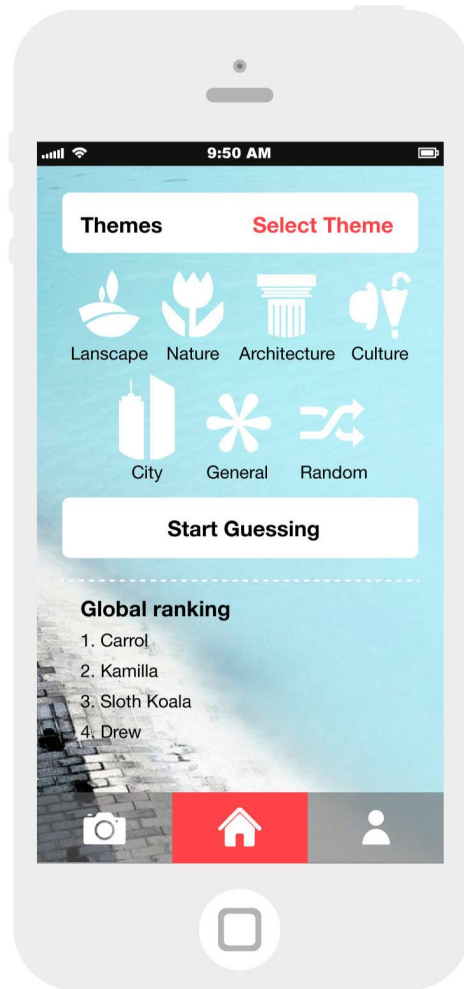 9:50 AM
Themes Select Theme
Lanscape Nature Architecture Culture
City General Random
Start Guessing
Global ranking
1. Carrol
2. Kamilla
3. Sloth Koala
4. Drew